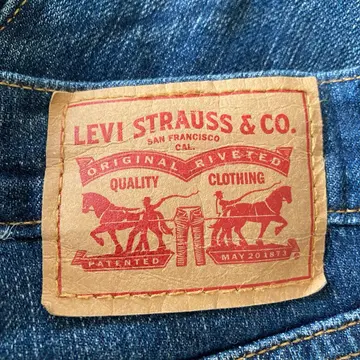 LEVI STRAUSS & CO.
SAN FRANCISCO
CAL.
ORIGINAL RIVETED
QUALITY CLOTHING
PATENTED MAY 20 1873